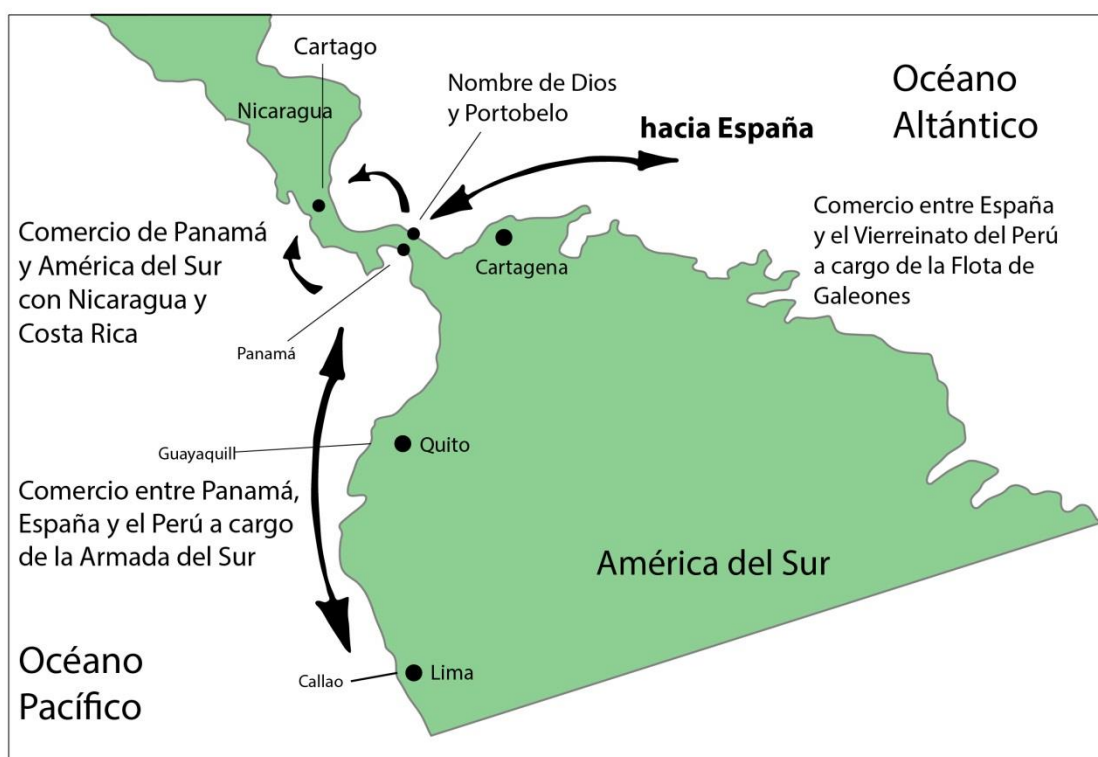 Cartago
Nicaragua
Nombre de Dios
y Portobelo
hacia España
Océano
Altántico
Comercio de Panamá
y América del Sur
con Nicaragua y
Costa Rica
Cartagena
Comercio entre España
y el Vierreinato del Perú
a cargo de la Flota de
Galeones
Panamá
Guayaquill
Quito
Comercio entre Panamá,
España y el Perú a cargo
de la Armada del Sur
América del Sur
Océano
Pacífico
Callao
Lima